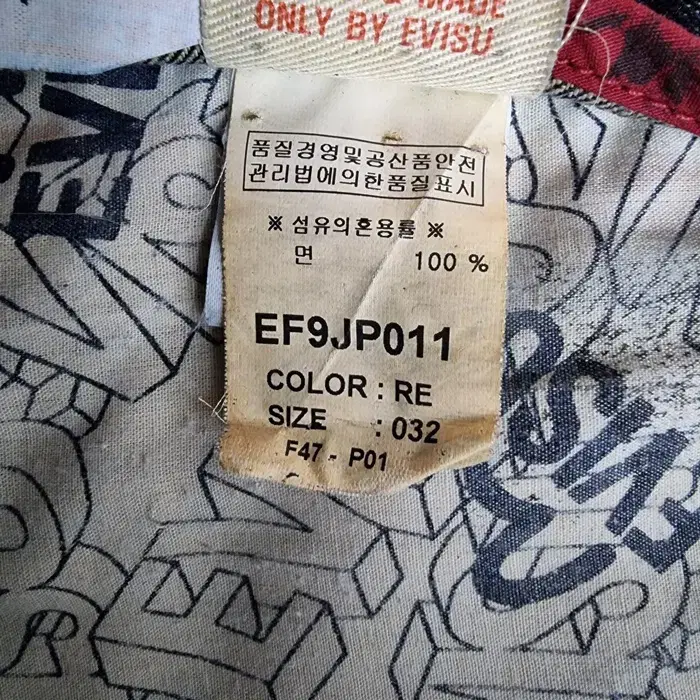 & MADE
ONLY BY EVISU
품질경영및공산품안전
관리법에의한품질표시
※ 섬유의혼용률 ※
면 100 %
EF9JP011
COLOR : RE
SIZE : 032
F47 - P01
EVI